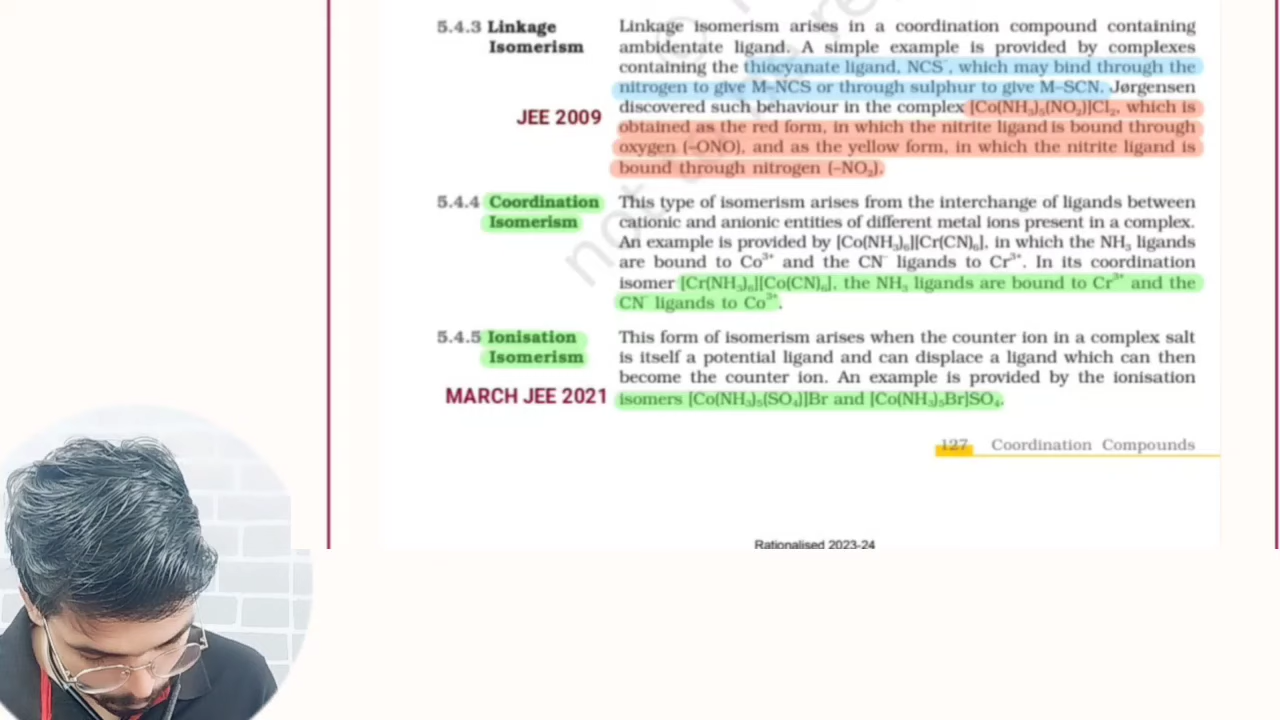 5.4.3 Linkage Isomerism
Linkage isomerism arises in a coordination compound containing
ambidentate ligand. A simple example is provided by complexes
containing the thiocyanate ligand, NCS⁻, which may bind through the
nitrogen to give M–NCS or through sulphur to give M–SCN. Jørgensen
discovered such behaviour in the complex [Co(NH₃)₅(NO₂)]Cl₂, which is
obtained as the red form, in which the nitrite ligand is bound through
oxygen (–ONO), and as the yellow form, in which the nitrite ligand is
bound through nitrogen (–NO₂).
JEE 2009
5.4.4 Coordination Isomerism
This type of isomerism arises from the interchange of ligands between
cationic and anionic entities of different metal ions present in a complex.
An example is provided by [Co(NH₃)₆][Cr(CN)₆], in which the NH₃ ligands
are bound to Co³⁺ and the CN⁻ ligands to Cr³⁺. In its coordination
isomer [Cr(NH₃)₆][Co(CN)₆], the NH₃ ligands are bound to Cr³⁺ and the
CN⁻ ligands to Co³⁺.
5.4.5 Ionisation Isomerism
This form of isomerism arises when the counter ion in a complex salt
is itself a potential ligand and can displace a ligand which can then
become the counter ion. An example is provided by the ionisation
isomers [Co(NH₃)₅(SO₄)]Br and [Co(NH₃)₅Br]SO₄.
MARCH JEE 2021
127 Coordination Compounds
Rationalised 2023-24
not